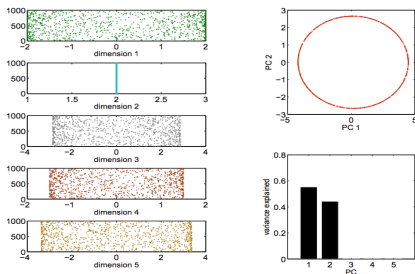 1000
500
0
−2 −1 0 1 2
dimension 1
1000
500
0
1 1.5 2 2.5 3
dimension 2
1000
500
0
−4 −2 0 2 4
dimension 3
1000
500
0
−2 −1 0 1 2
dimension 4
1000
500
0
−4 −2 0 2 4
dimension 5
3
2
1
0
−1
−2
−3
−5 0 5
PC 2
PC 1
0.8
0.6
0.4
0.2
0
1 2 3 4 5
variance explained
PC